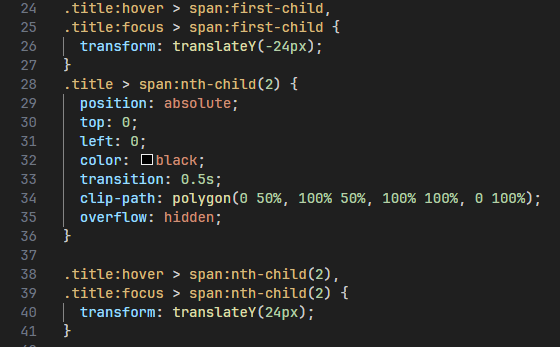 24 .title:hover > span:first-child,
25 .title:focus > span:first-child {
26 transform: translateY(-24px);
27 }
28 .title > span:nth-child(2) {
29 position: absolute;
30 top: 0;
31 left: 0;
32 color: black;
33 transition: 0.5s;
34 clip-path: polygon(0 50%, 100% 50%, 100% 100%, 0 100%);
35 overflow: hidden;
36 }
37
38 .title:hover > span:nth-child(2),
39 .title:focus > span:nth-child(2) {
40 transform: translateY(24px);
41 }